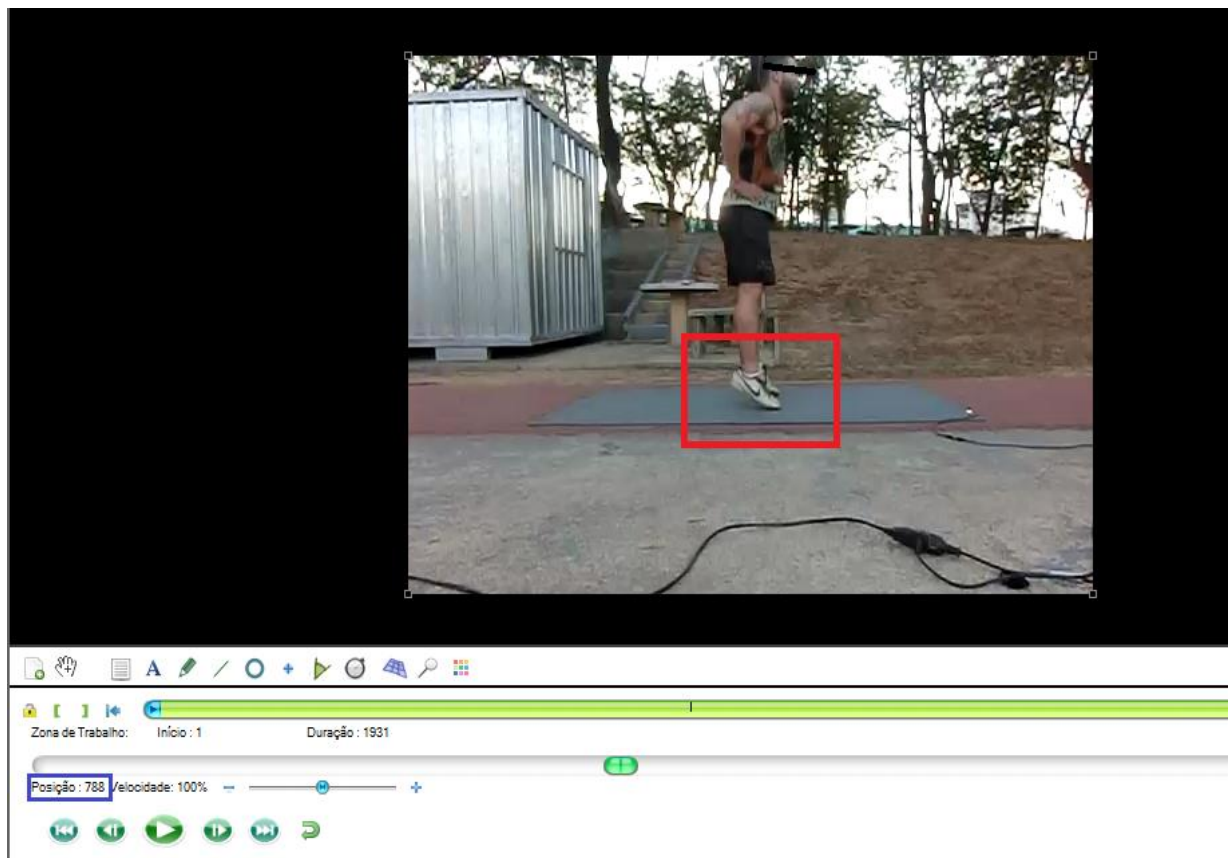 Zona de Trabalho: Início : 1 Duração : 1931
Posição : 788 Velocidade: 100%